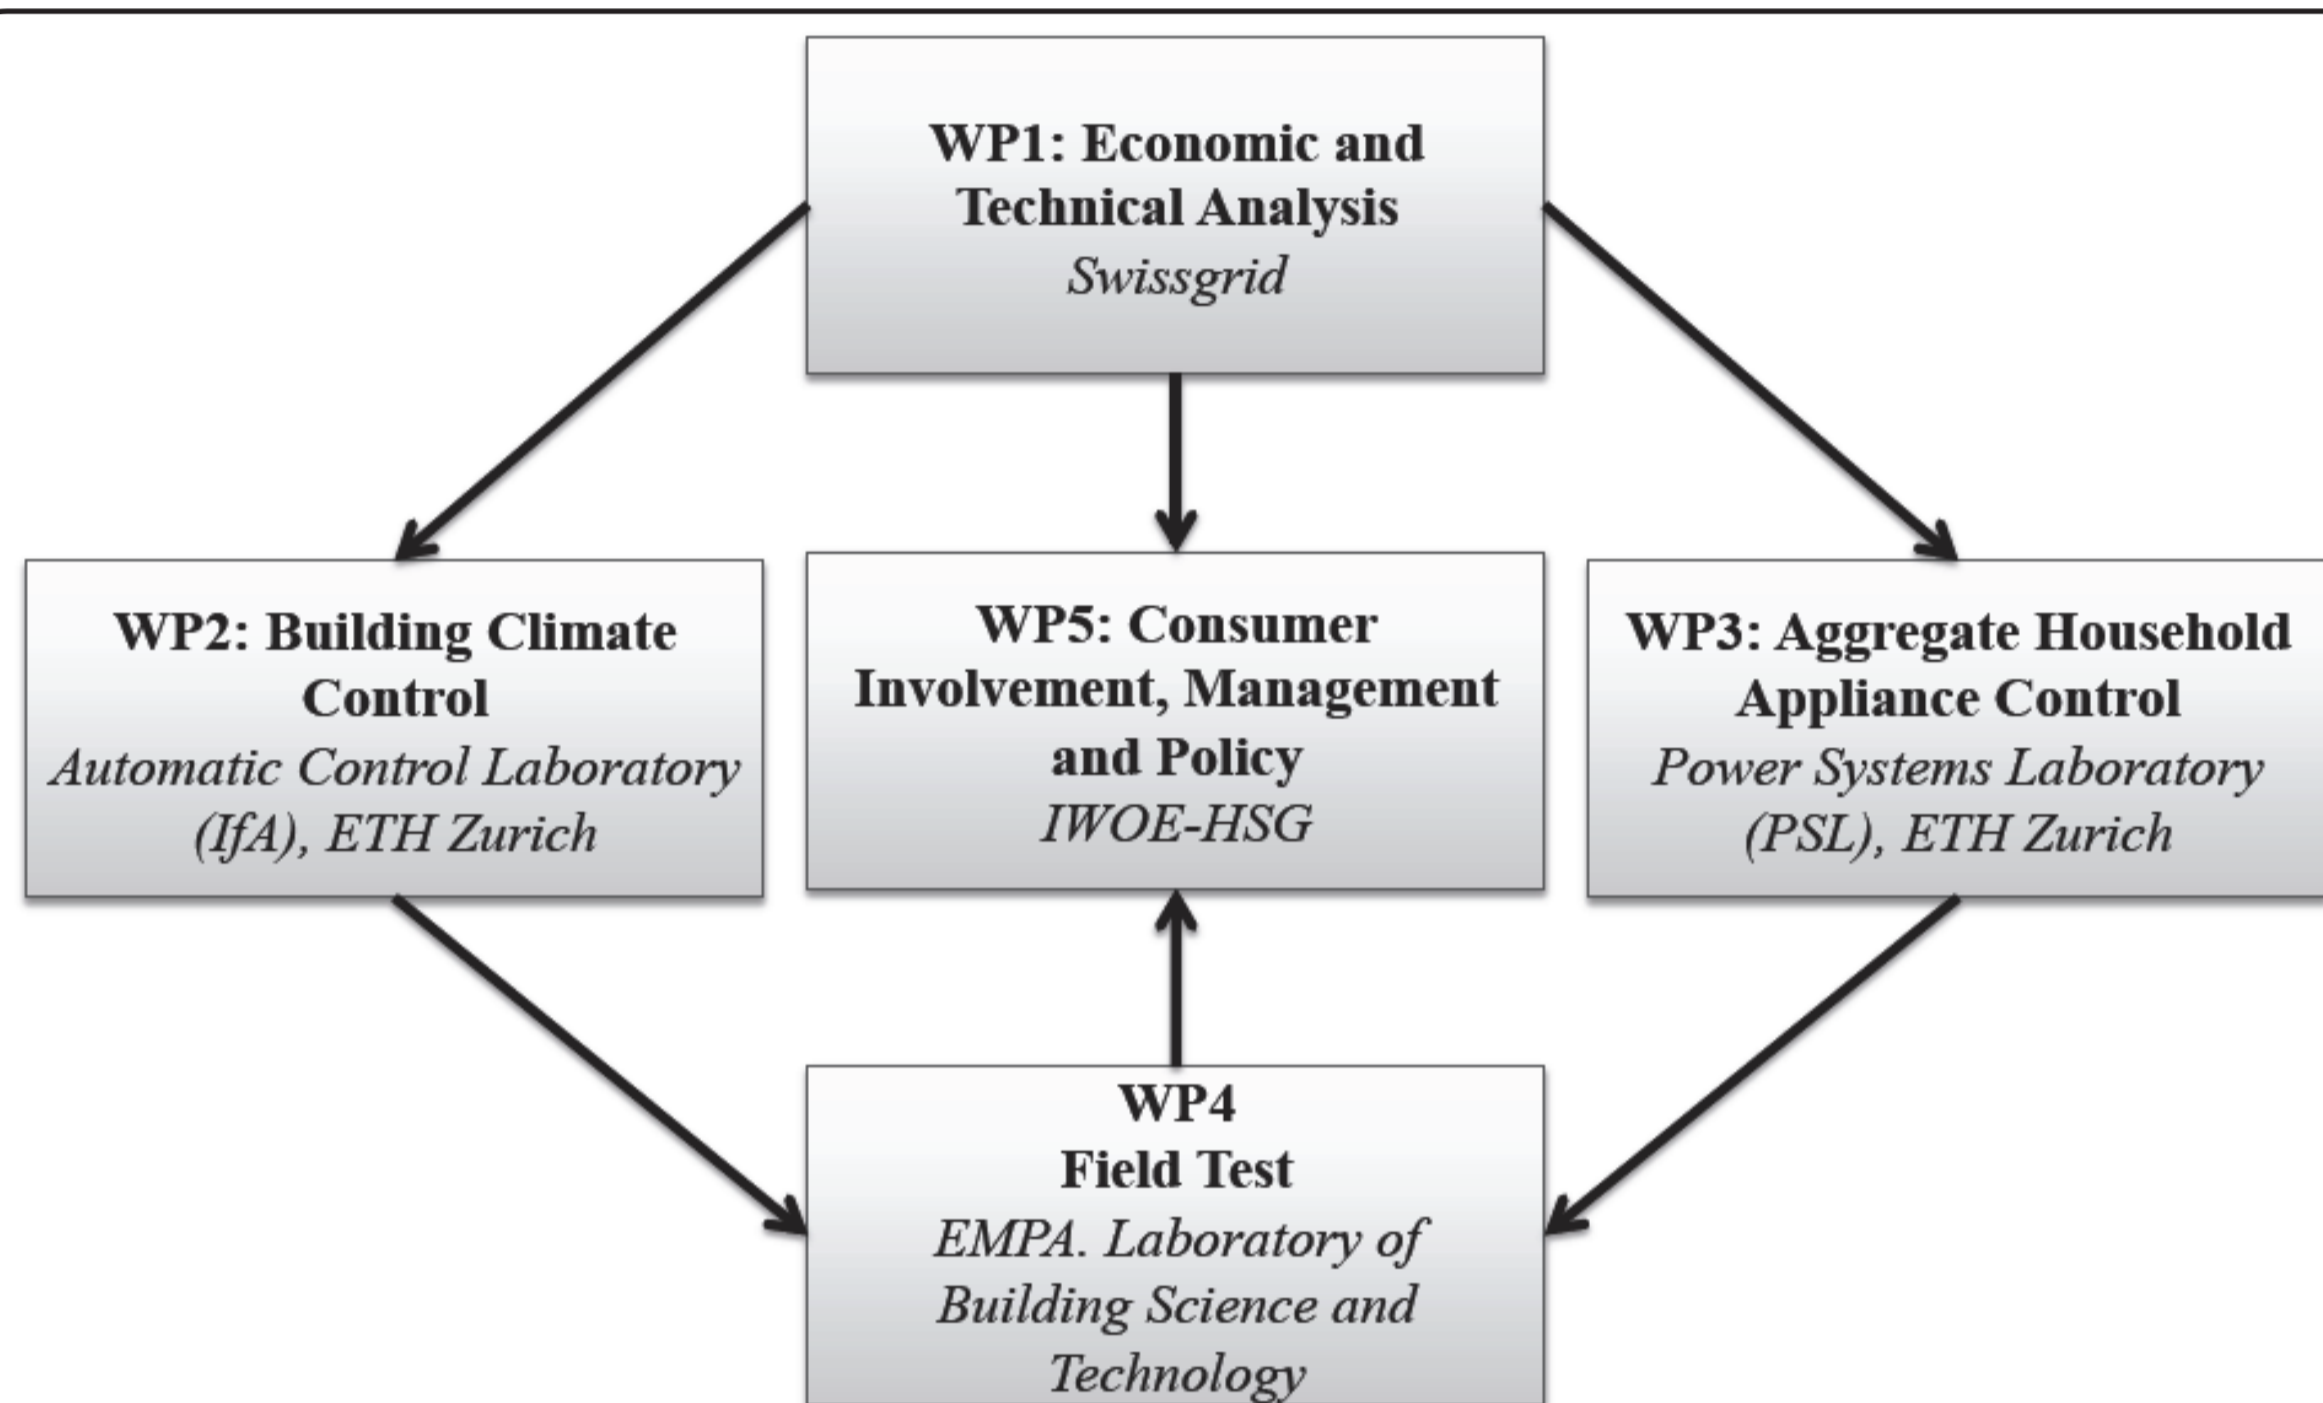 WP1: Economic and
Technical Analysis
Swissgrid
WP2: Building Climate
Control
Automatic Control Laboratory
(IfA), ETH Zurich
WP5: Consumer
Involvement, Management
and Policy
IWOE-HSG
WP3: Aggregate Household
Appliance Control
Power Systems Laboratory
(PSL), ETH Zurich
WP4
Field Test
EMPA. Laboratory of
Building Science and
Technology